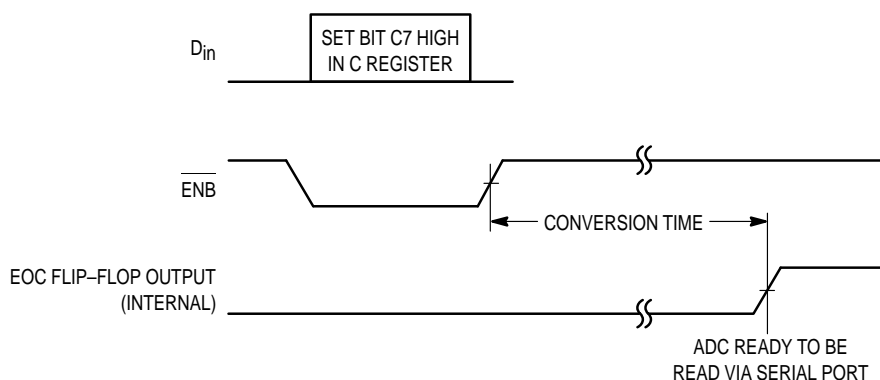 SET BIT C7 HIGH
IN C REGISTER
Din
ENB
CONVERSION TIME
EOC FLIP–FLOP OUTPUT
(INTERNAL)
ADC READY TO BE
READ VIA SERIAL PORT